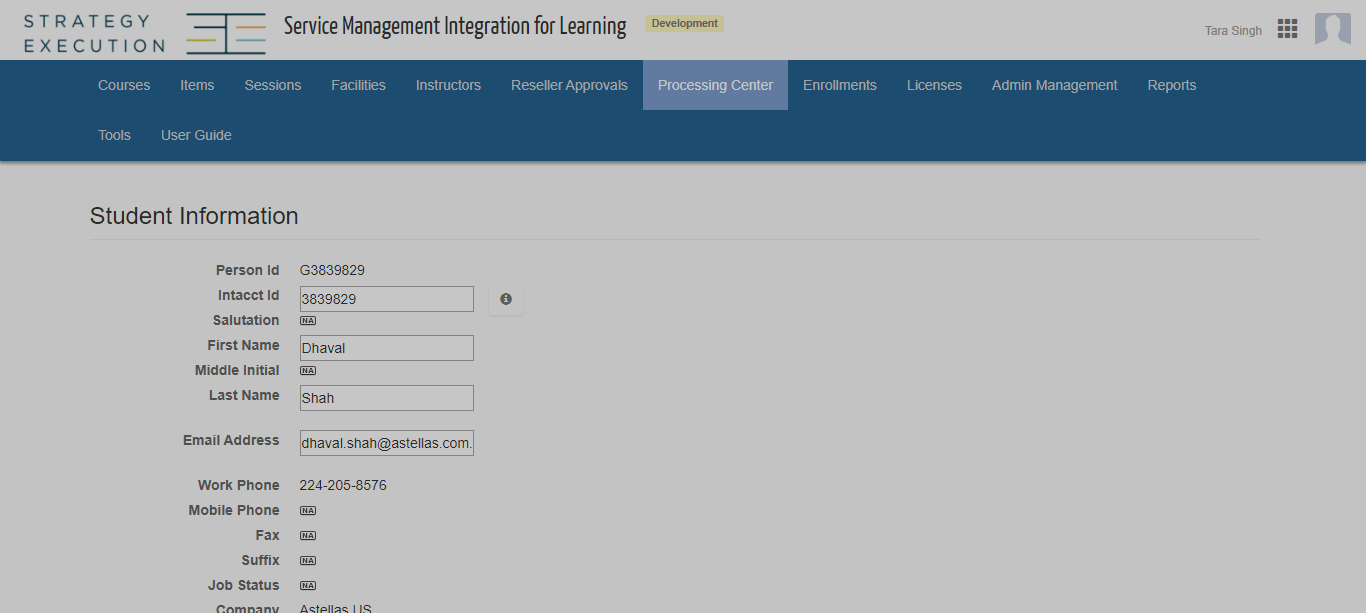 STRATEGY
EXECUTION
Service Management Integration for Learning
Development
Tara Singh
Courses Items Sessions Facilities Instructors Reseller Approvals Processing Center Enrollments Licenses Admin Management Reports
Tools User Guide
Student Information
Person Id G3839829
Intacct Id 3839829
Salutation NA
First Name Dhaval
Middle Initial NA
Last Name Shah
Email Address dhaval.shah@astellas.com.
Work Phone 224-205-8576
Mobile Phone NA
Fax NA
Suffix NA
Job Status NA
Company Astellas US